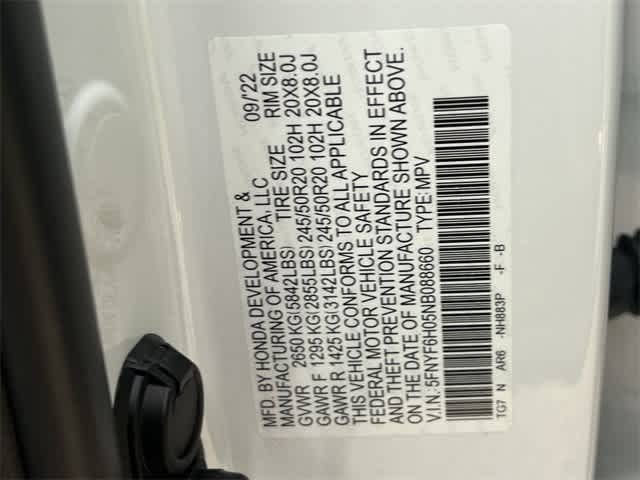 MFD. BY HONDA DEVELOPMENT & 09/'22
MANUFACTURING OF AMERICA, LLC
TIRE SIZE RIM SIZE
GVWR 2650 KG(5842LBS)
GAWR F 1295 KG(2855LBS) 245/50R20 102H 20X8.0J
GAWR R 1425 KG(3142LBS) 245/50R20 102H 20X8.0J
THIS VEHICLE CONFORMS TO ALL APPLICABLE
FEDERAL MOTOR VEHICLE SAFETY
AND THEFT PREVENTION STANDARDS IN EFFECT
ON THE DATE OF MANUFACTURE SHOWN ABOVE.
V.I.N.: 5FNYF6H05NB088660 TYPE: MPV
TG7 N AR6 -NH883P -F -B